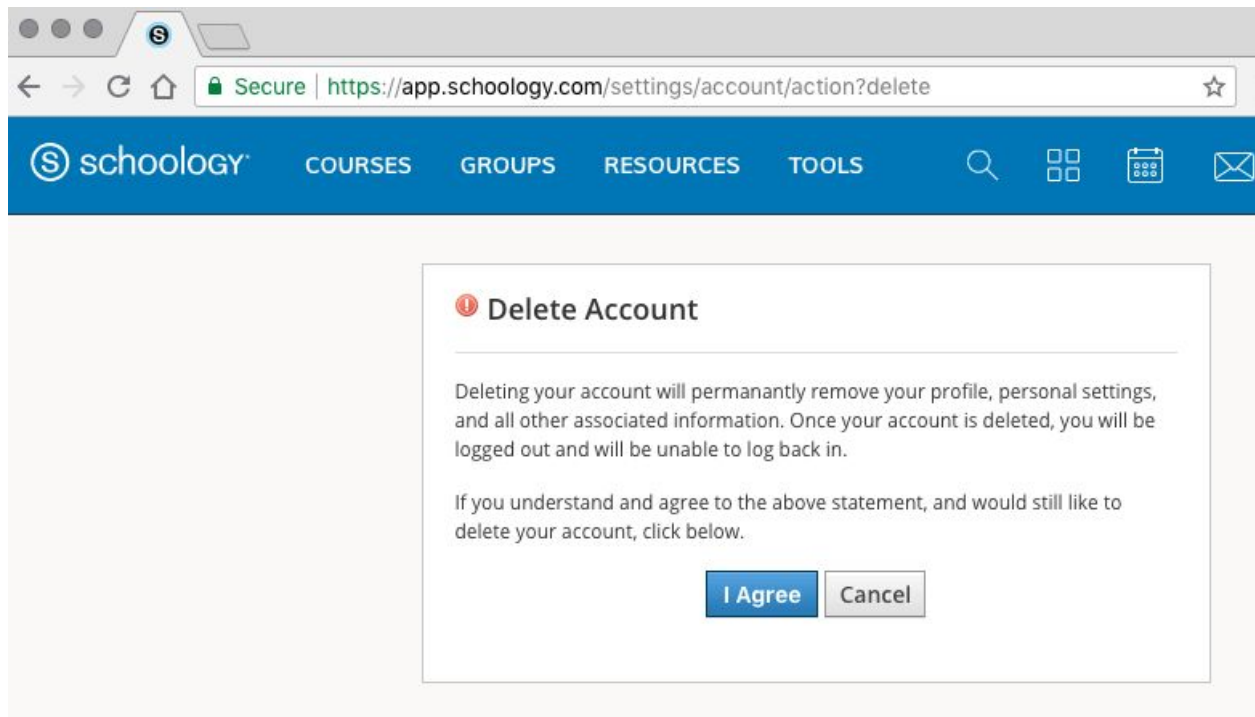 S
Secure | https://app.schoology.com/settings/account/action?delete
S schoology COURSES GROUPS RESOURCES TOOLS
Delete Account
Deleting your account will permanantly remove your profile, personal settings,
and all other associated information. Once your account is deleted, you will be
logged out and will be unable to log back in.
If you understand and agree to the above statement, and would still like to
delete your account, click below.
I Agree Cancel